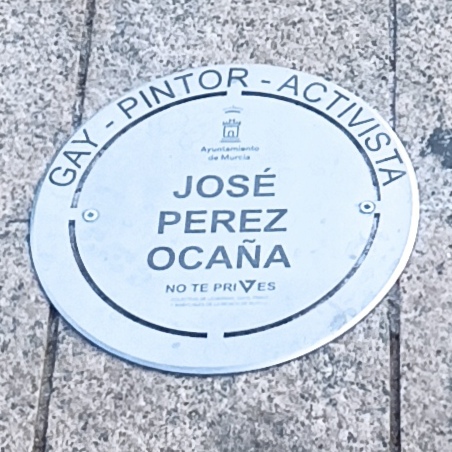 GAY - PINTOR - ACTIVISTA
Ayuntamiento
de Murcia
JOSÉ
PEREZ
OCAÑA
NO TE PRIVES